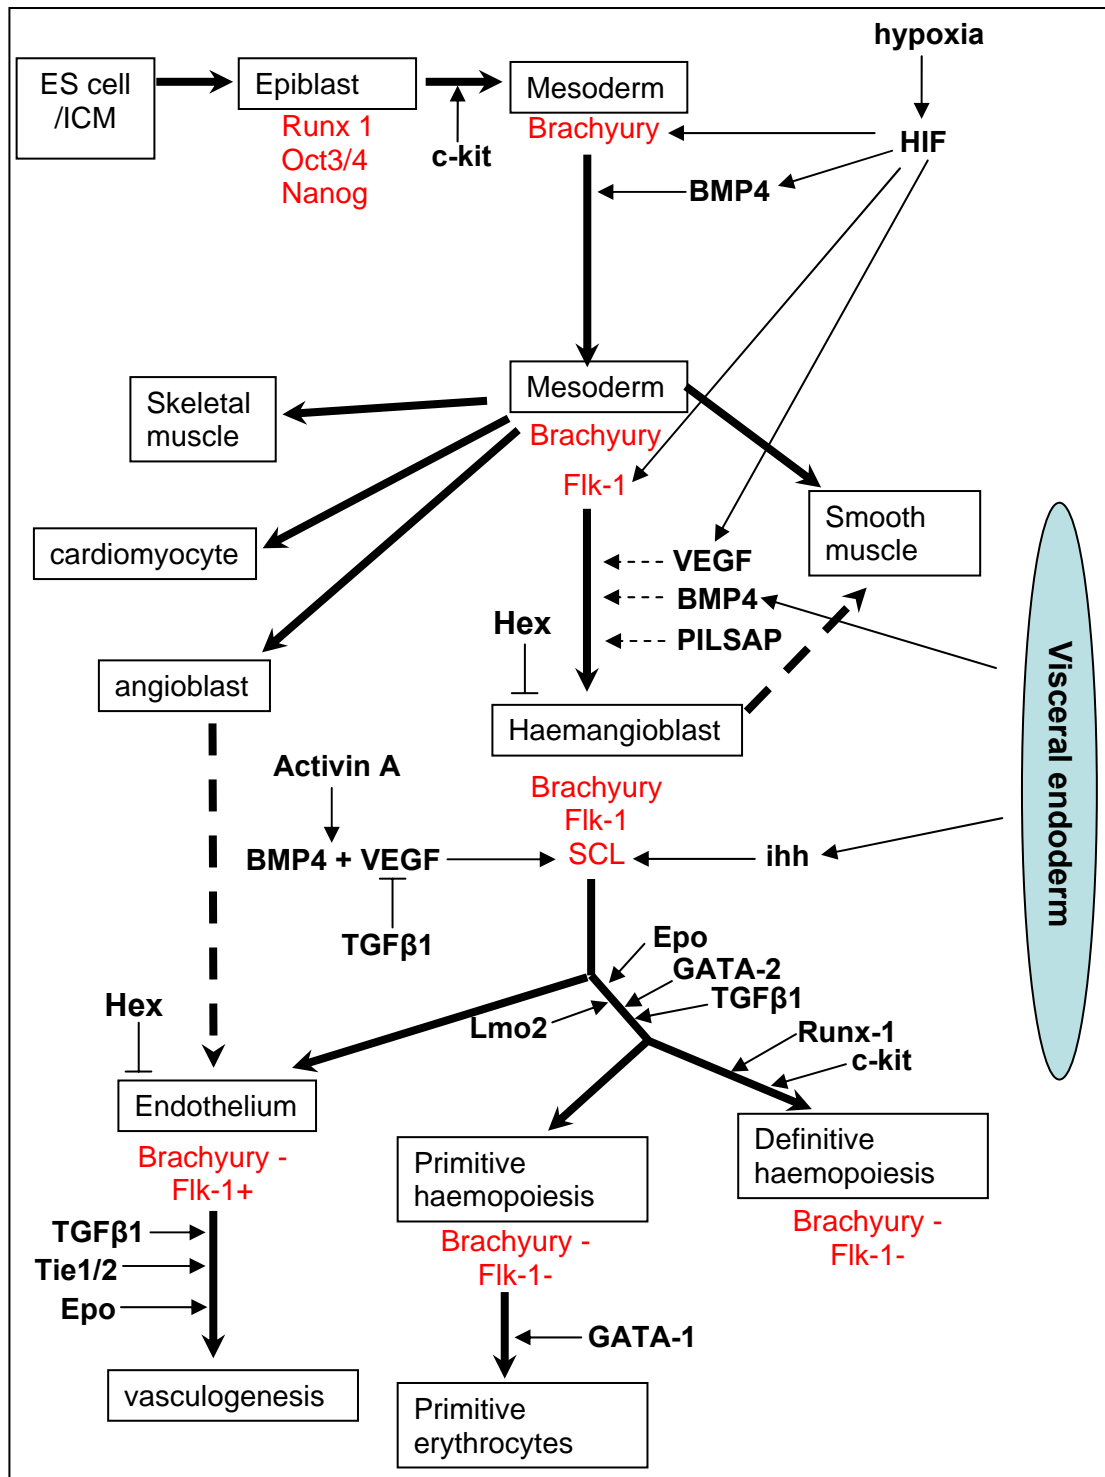 hypoxia
ES cell
/ICM
Epiblast
Mesoderm
Runx 1
Oct3/4
Nanog
c-kit
Brachyury
HIF
BMP4
Mesoderm
Skeletal
muscle
Brachyury
Flk-1
Smooth
muscle
cardiomyocyte
VEGF
BMP4
PILSAP
Hex
Visceral endoderm
angioblast
Haemangioblast
Activin A
Brachyury
Flk-1
SCL
BMP4 + VEGF
ihh
TGFβ1
Epo
GATA-2
TGFβ1
Lmo2
Runx-1
c-kit
Hex
Endothelium
Brachyury -
Flk-1+
Primitive
haemopoiesis
Definitive
haemopoiesis
Brachyury -
Flk-1-
Brachyury -
Flk-1-
TGFβ1
Tie1/2
Epo
GATA-1
vasculogenesis
Primitive
erythrocytes